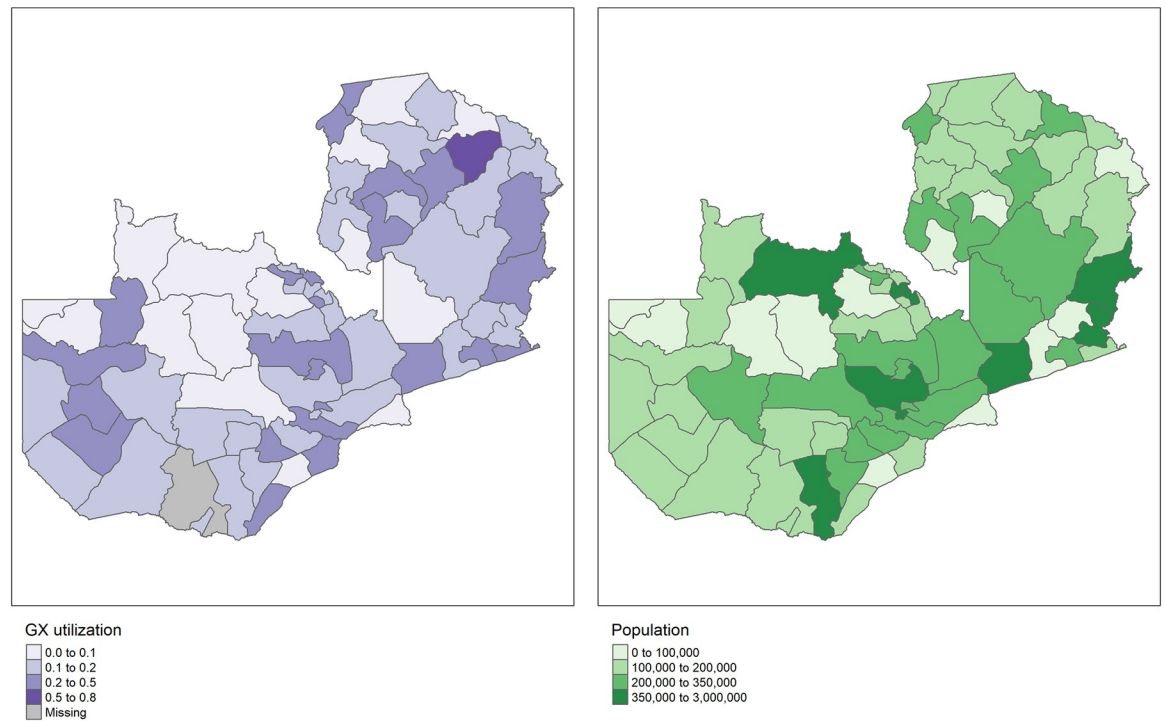 GX utilization
0.0 to 0.1
0.1 to 0.2
0.2 to 0.5
0.5 to 0.8
Missing
Population
0 to 100,000
100,000 to 200,000
200,000 to 350,000
350,000 to 3,000,000